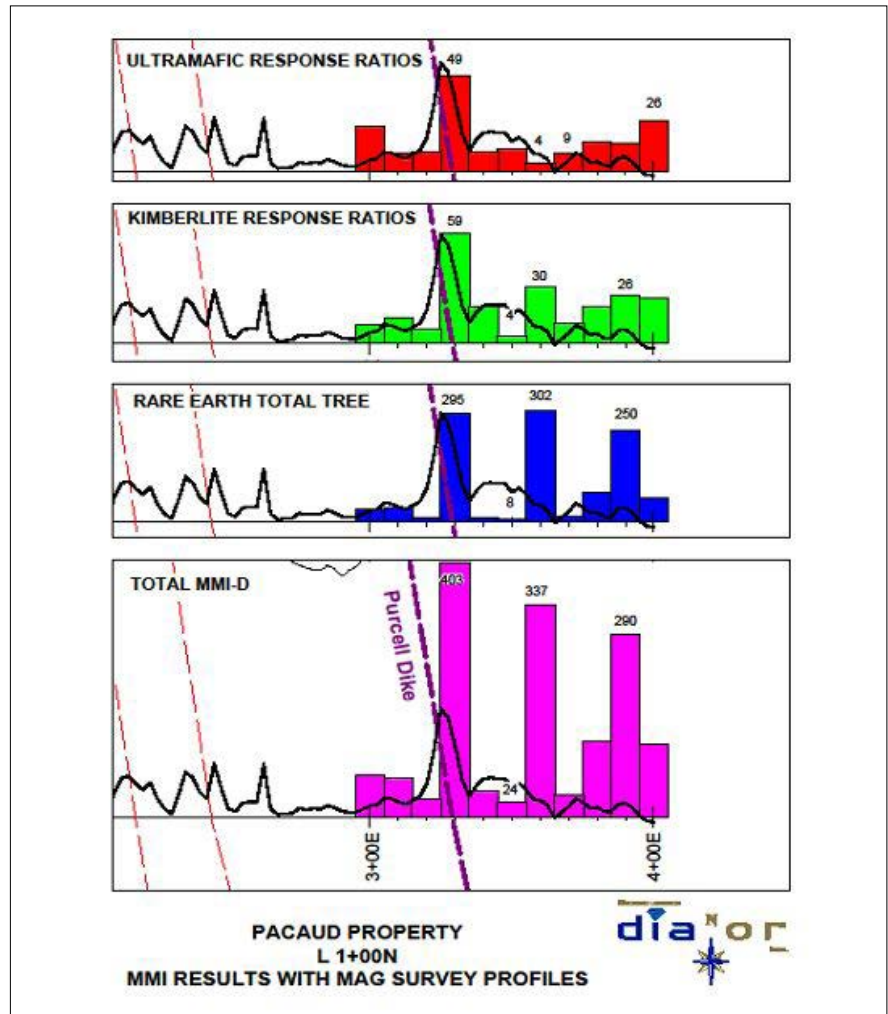 ULTRAMAFIC RESPONSE RATIOS
49
4
9
26
KIMBERLITE RESPONSE RATIOS
59
4
30
26
RARE EARTH TOTAL TREE
295
8
302
250
TOTAL MMI-D
403
337
290
24
Purcell Dike
3+00E
4+00E
PACAUD PROPERTY
L 1+00N
MMI RESULTS WITH MAG SURVEY PROFILES
dia N or